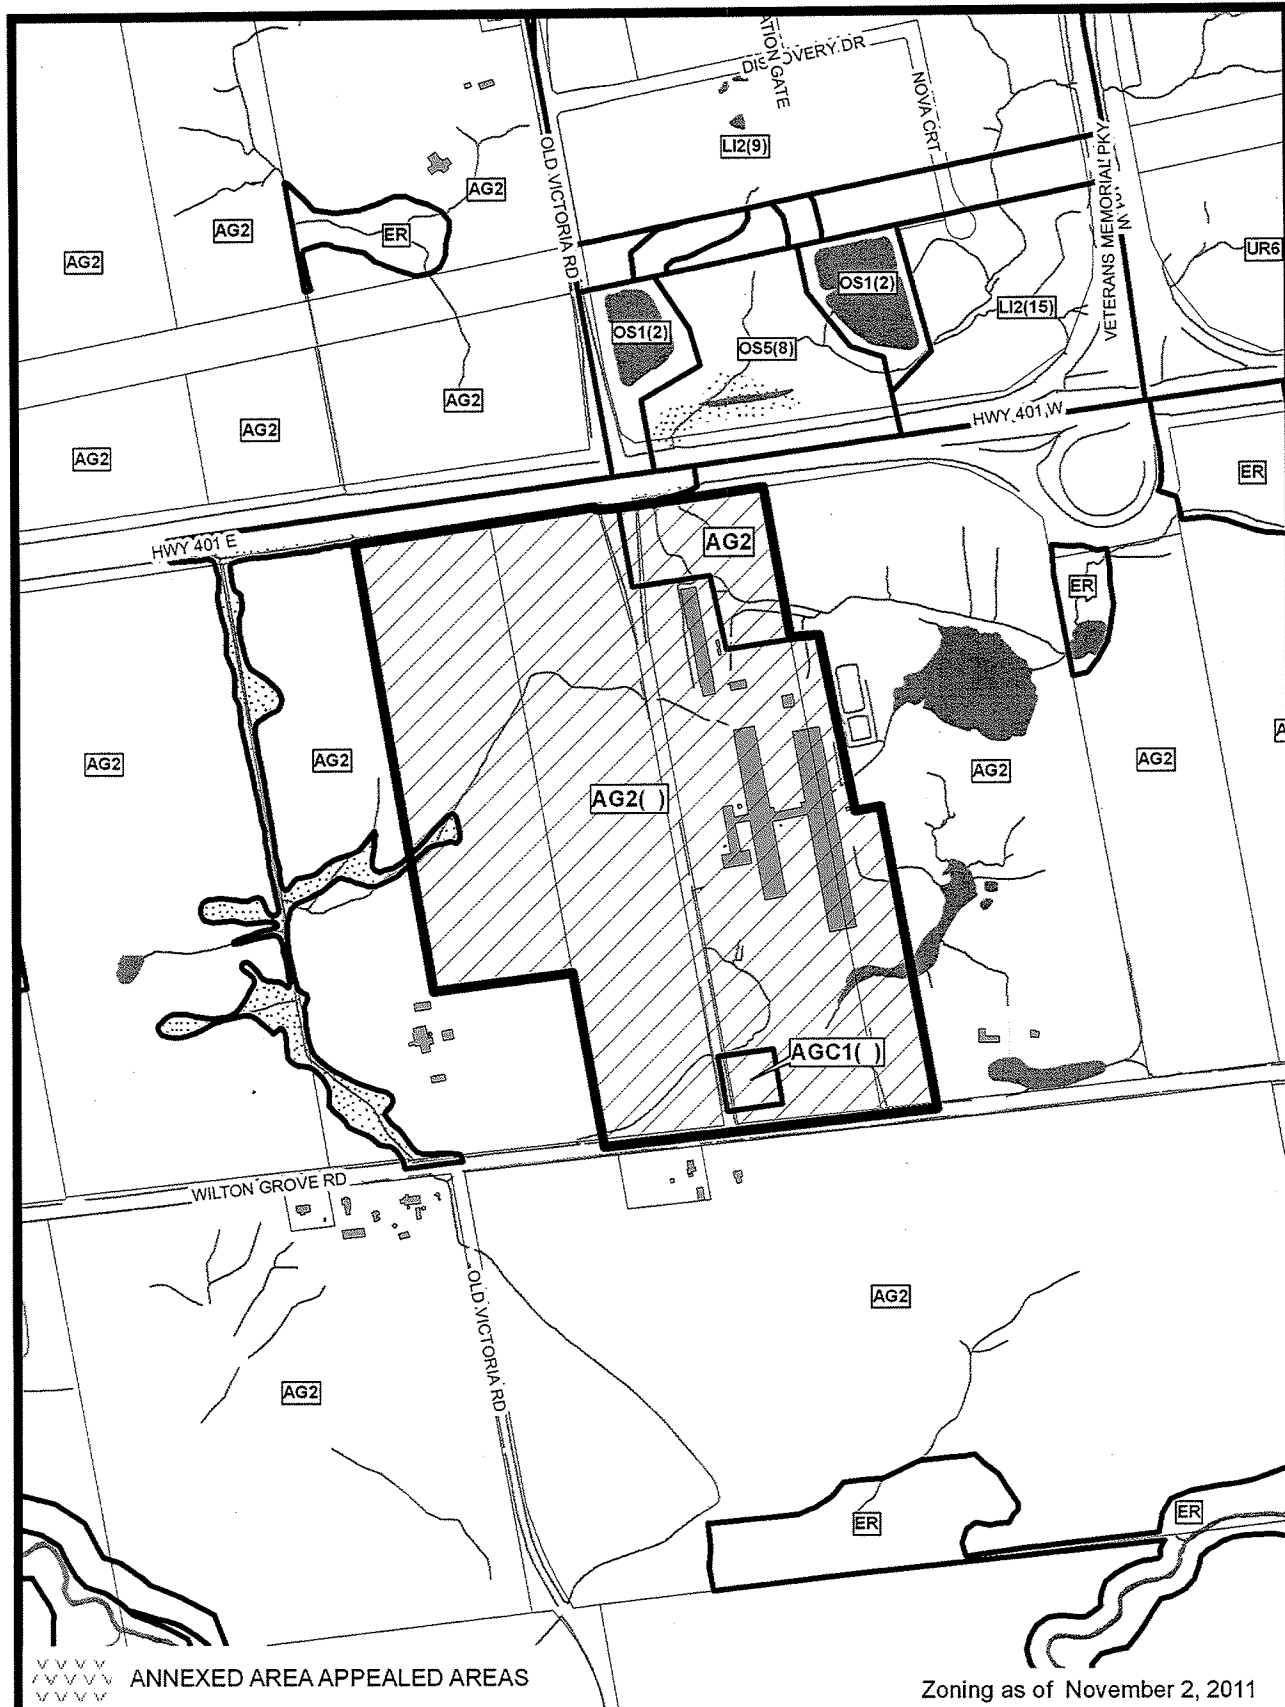 ATION GATE
DISCOVERY DR
NOVA CRT
LI2(9)
OLD VICTORIA RD
VETERANS MEMORIAL PKY
AG2
AG2
ER
AG2
UR6
OS1(2)
LI2(15)
OS1(2)
OS5(8)
AG2
HWY 401 W
AG2
AG2
ER
HWY 401 E
AG2
ER
AG2
AG2
AG2
AG2
AG2( )
AGC1( )
WILTON GROVE RD
OLD VICTORIA RD
AG2
AG2
ER
ER
ANNEXED AREA APPEALED AREAS
Zoning as of November 2, 2011